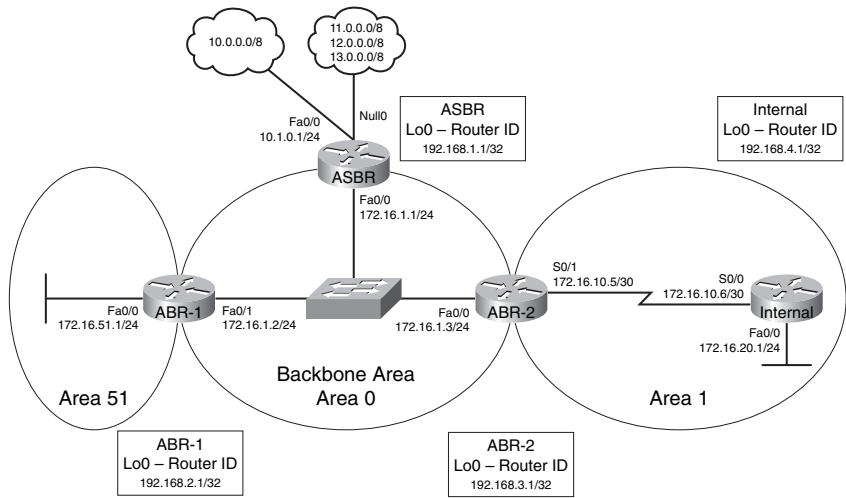 10.0.0.0/8
11.0.0.0/8
12.0.0.0/8
13.0.0.0/8
Fa0/0
10.1.0.1/24
Null0
ASBR
Lo0 – Router ID
192.168.1.1/32
Internal
Lo0 – Router ID
192.168.4.1/32
ASBR
Fa0/0
172.16.1.1/24
Fa0/0
172.16.51.1/24
ABR-1
Fa0/1
172.16.1.2/24
Fa0/0
172.16.1.3/24
ABR-2
S0/1
172.16.10.5/30
S0/0
172.16.10.6/30
Internal
Fa0/0
172.16.20.1/24
Area 51
Backbone Area
Area 0
Area 1
ABR-1
Lo0 – Router ID
192.168.2.1/32
ABR-2
Lo0 – Router ID
192.168.3.1/32